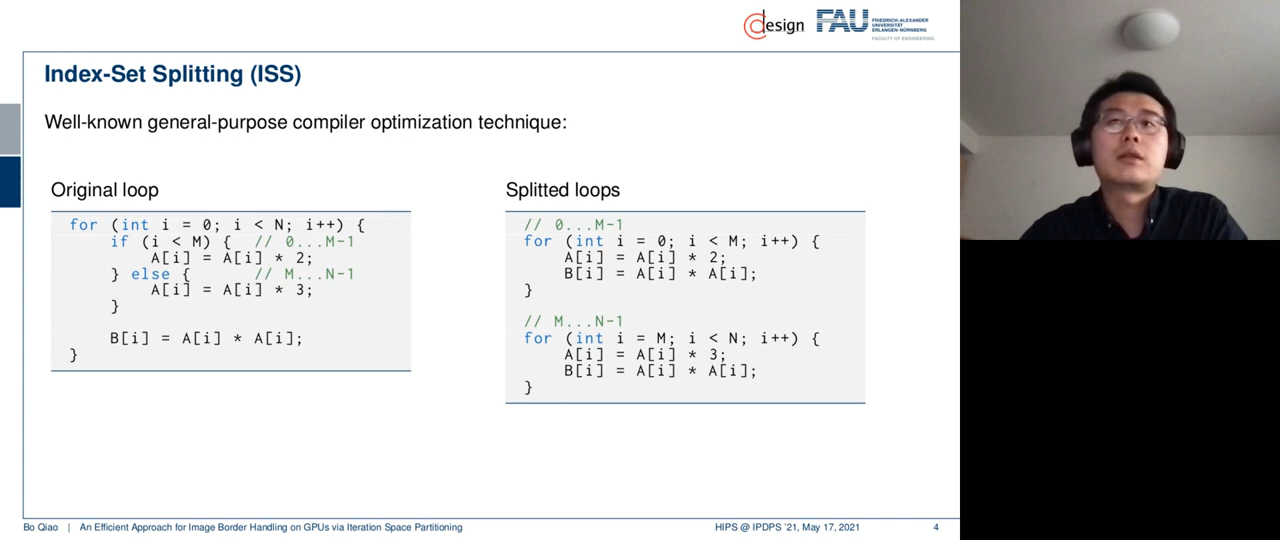 design FAU FRIEDRICH-ALEXANDER
UNIVERSITÄT
ERLANGEN-NÜRNBERG
FACULTY OF ENGINEERING
Index-Set Splitting (ISS)
Well-known general-purpose compiler optimization technique:
Original loop
for (int i = 0; i < N; i++) {
    if (i < M) {  // 0...M-1
        A[i] = A[i] * 2;
    } else {      // M...N-1
        A[i] = A[i] * 3;
    }
    B[i] = A[i] * A[i];
}
Splitted loops
// 0...M-1
for (int i = 0; i < M; i++) {
    A[i] = A[i] * 2;
    B[i] = A[i] * A[i];
}
// M...N-1
for (int i = M; i < N; i++) {
    A[i] = A[i] * 3;
    B[i] = A[i] * A[i];
}
Bo Qiao | An Efficient Approach for Image Border Handling on GPUs via Iteration Space Partitioning HIPS @ IPDPS '21, May 17, 2021 4